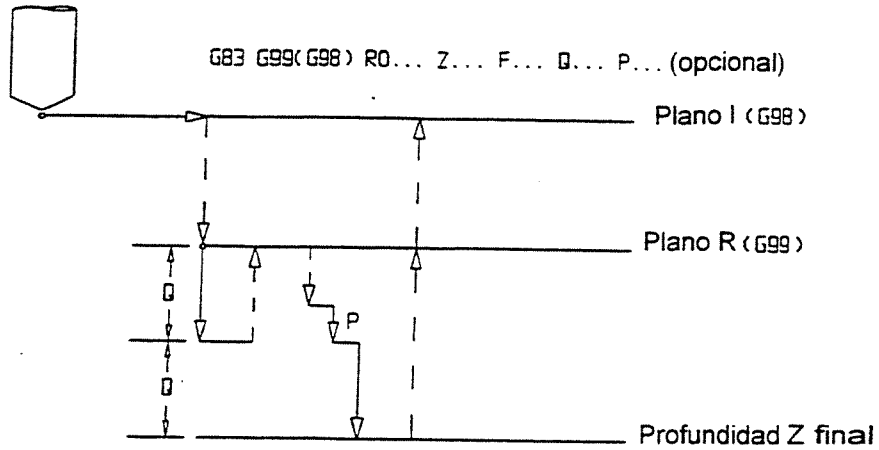 G83 G99(G98) R0... Z... F... Q... P... (opcional)
Plano I (G98)
Plano R (G99)
Q
P
Q
Profundidad Z final